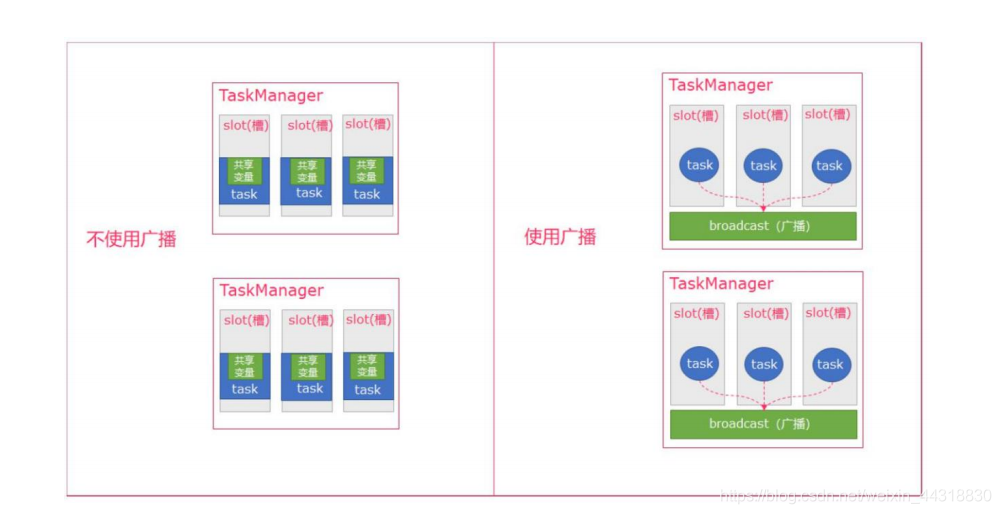 不使用广播
TaskManager
slot(槽) slot(槽) slot(槽)
共享 共享 共享
变量 变量 变量
task task task
TaskManager
slot(槽) slot(槽) slot(槽)
共享 共享 共享
变量 变量 变量
task task task
使用广播
TaskManager
slot(槽) slot(槽) slot(槽)
task task task
broadcast (广播)
TaskManager
slot(槽) slot(槽) slot(槽)
task task task
broadcast (广播)
https://blog.csdn.net/weixin_44318830